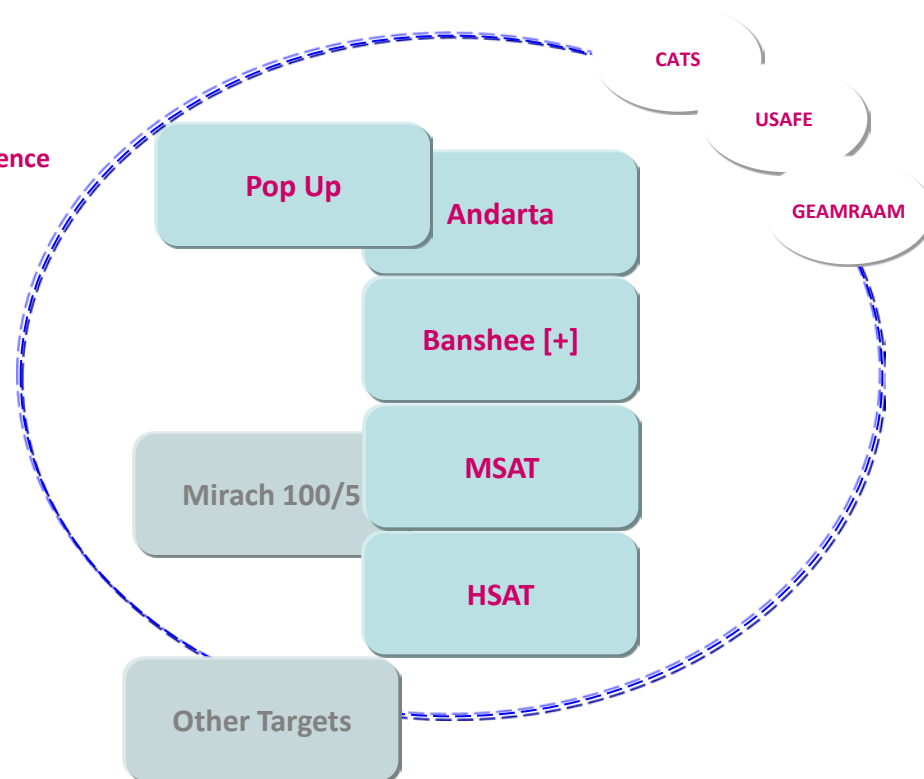 CATS
USAFE
ence
Pop Up
GEAMRAAM
Andarta
Banshee [+]
MSAT
Mirach 100/5
HSAT
Other Targets